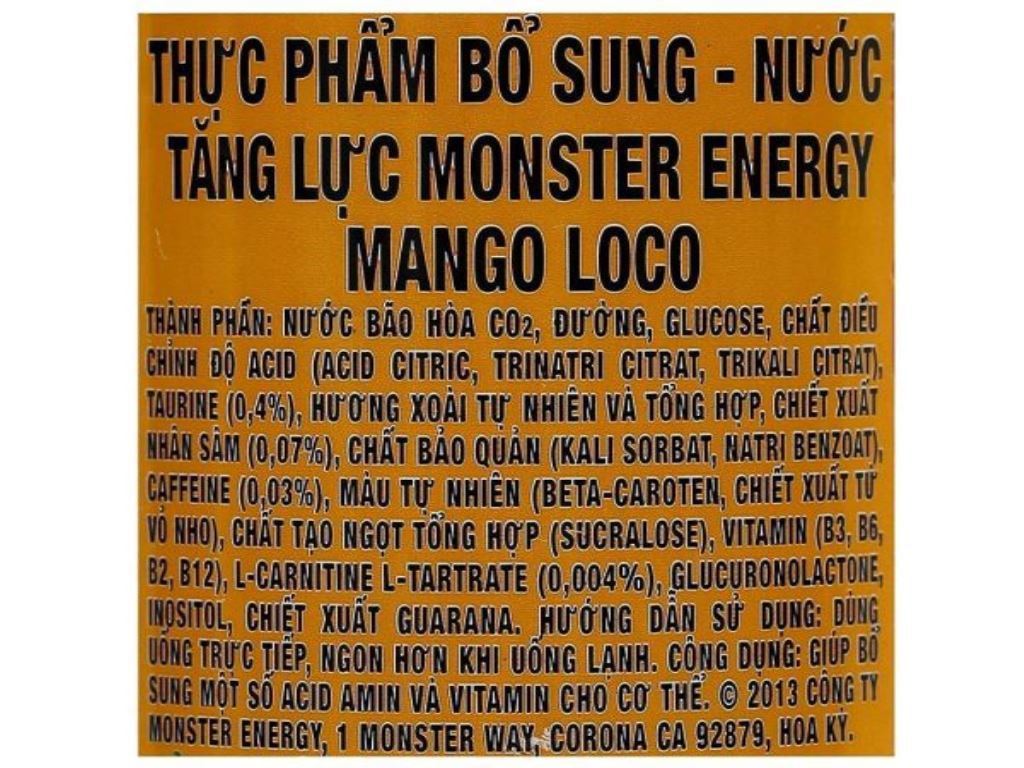 THỰC PHẨM BỔ SUNG - NƯỚC
TĂNG LỰC MONSTER ENERGY
MANGO LOCO
THÀNH PHẦN: NƯỚC BÃO HÒA CO2, ĐƯỜNG, GLUCOSE, CHẤT ĐIỀU
CHỈNH ĐỘ ACID (ACID CITRIC, TRINATRI CITRAT, TRIKALI CITRAT),
TAURINE (0,4%), HƯƠNG XOÀI TỰ NHIÊN VÀ TỔNG HỢP, CHIẾT XUẤT
NHÂN SÂM (0,07%), CHẤT BẢO QUẢN (KALI SORBAT, NATRI BENZOAT),
CAFFEINE (0,03%), MÀU TỰ NHIÊN (BETA-CAROTEN, CHIẾT XUẤT TỪ
VỎ NHO), CHẤT TẠO NGỌT TỔNG HỢP (SUCRALOSE), VITAMIN (B3, B6,
B2, B12), L-CARNITINE L-TARTRATE (0,004%), GLUCURONOLACTONE,
INOSITOL, CHIẾT XUẤT GUARANA. HƯỚNG DẪN SỬ DỤNG: DÙNG
UỐNG TRỰC TIẾP, NGON HƠN KHI UỐNG LẠNH. CÔNG DỤNG: GIÚP BỔ
SUNG MỘT SỐ ACID AMIN VÀ VITAMIN CHO CƠ THỂ. © 2013 CÔNG TY
MONSTER ENERGY, 1 MONSTER WAY, CORONA CA 92879, HOA KỲ.